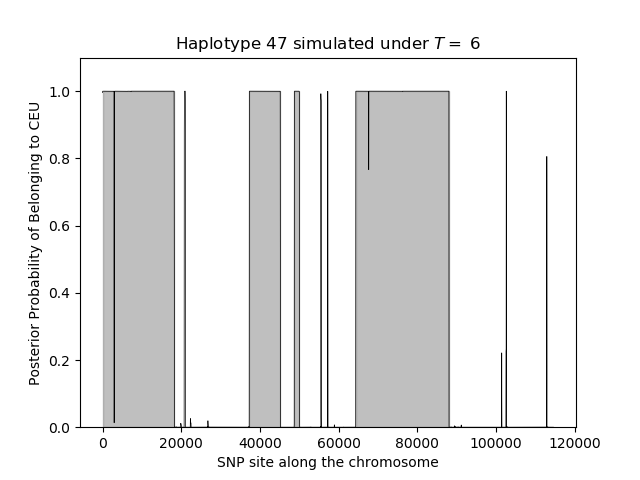 Haplotype 47 simulated under T = 6
Posterior Probability of Belonging to CEU
1.0
0.8
0.6
0.4
0.2
0.0
0 20000 40000 60000 80000 100000 120000
SNP site along the chromosome